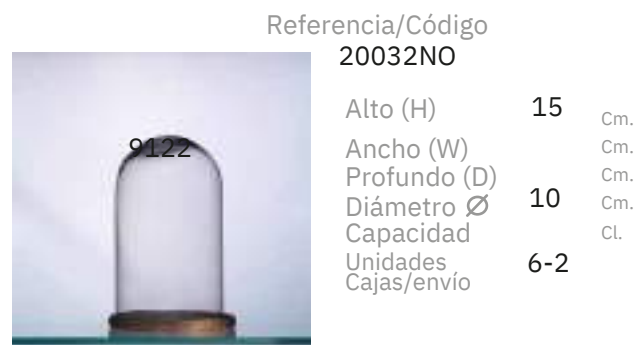 Referencia/Código
20032NO
9122
Alto (H) 15 Cm.
Ancho (W) Cm.
Profundo (D) Cm.
Diámetro Ø 10 Cm.
Capacidad Cl.
Unidades
Cajas/envío 6-2